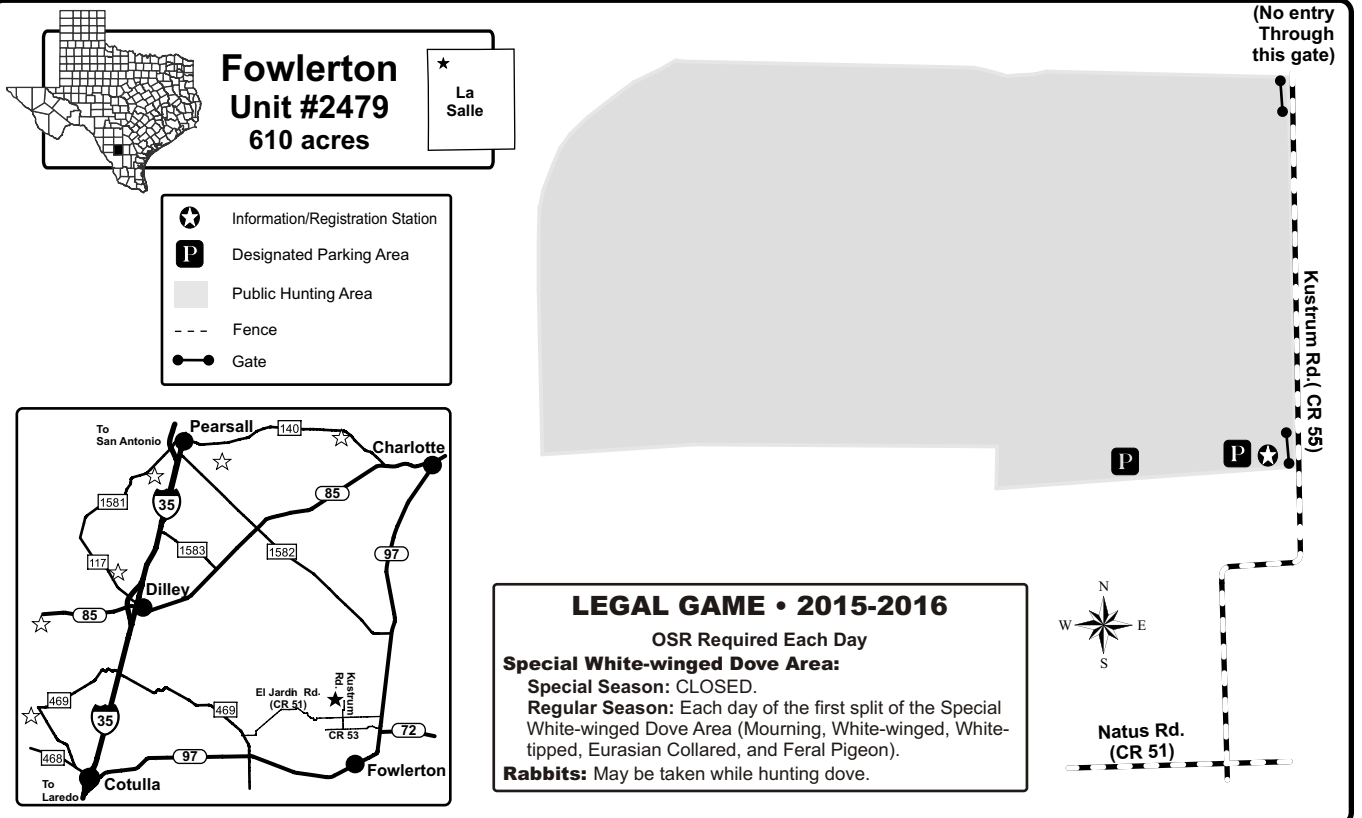 Fowlerton
Unit #2479
610 acres
La
Salle
(No entry
Through
this gate)
Information/Registration Station
P
Designated Parking Area
Public Hunting Area
Fence
Gate
Kustrum Rd.( CR 55)
P
P
To
San Antonio
Pearsall
140
Charlotte
1581
35
85
1583
1582
97
117
Dilley
85
469
El Jardin Rd.
(CR 51)
Kustrum
Rd.
469
35
CR 53
72
97
468
Fowlerton
Cotulla
To
Laredo
LEGAL GAME • 2015-2016
OSR Required Each Day
Special White-winged Dove Area:
Special Season: CLOSED.
Regular Season: Each day of the first split of the Special
White-winged Dove Area (Mourning, White-winged, White-
tipped, Eurasian Collared, and Feral Pigeon).
Rabbits: May be taken while hunting dove.
N
W
E
S
Natus Rd.
(CR 51)